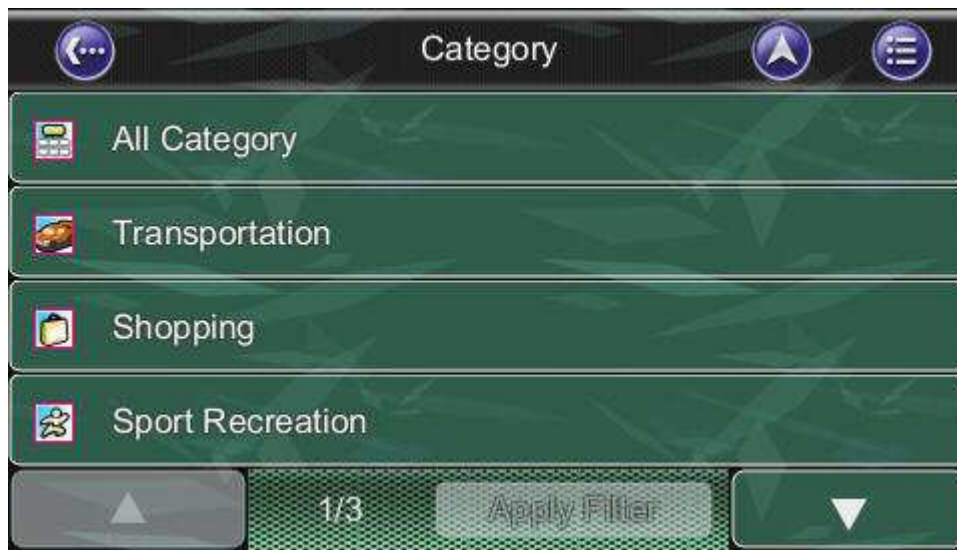 Category
All Category
Transportation
Shopping
Sport Recreation
1/3 Apply Filter